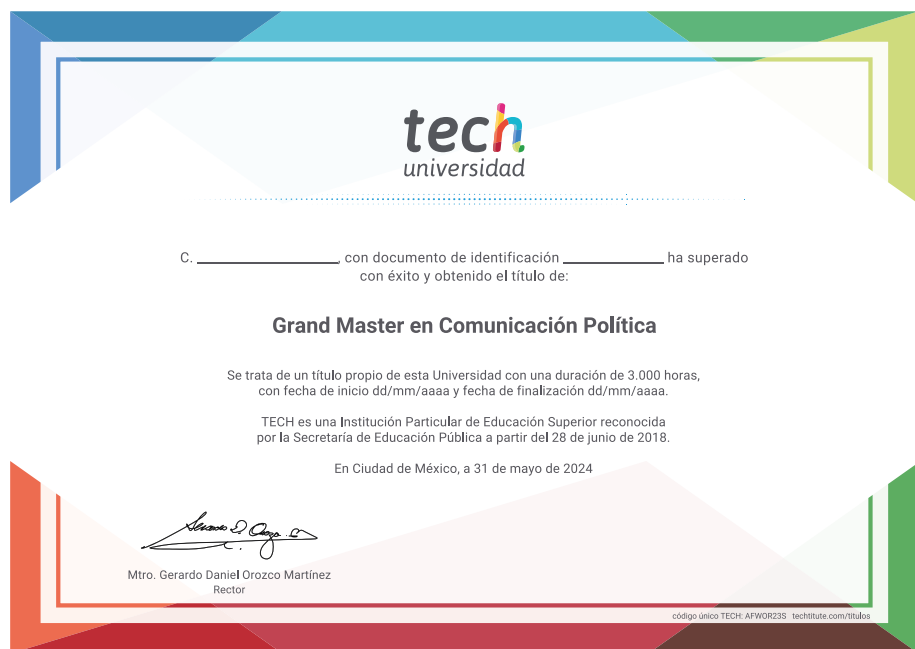 tech
universidad
C. ____________, con documento de identificación ____________ ha superado
con éxito y obtenido el título de:
Grand Master en Comunicación Política
Se trata de un título propio de esta Universidad con una duración de 3.000 horas,
con fecha de inicio dd/mm/aaaa y fecha de finalización dd/mm/aaaa.
TECH es una Institución Particular de Educación Superior reconocida
por la Secretaría de Educación Pública a partir del 28 de junio de 2018.
En Ciudad de México, a 31 de mayo de 2024
Mtro. Gerardo Daniel Orozco Martínez
Rector
código único TECH: AFWOR23S techtitute.com/titulos